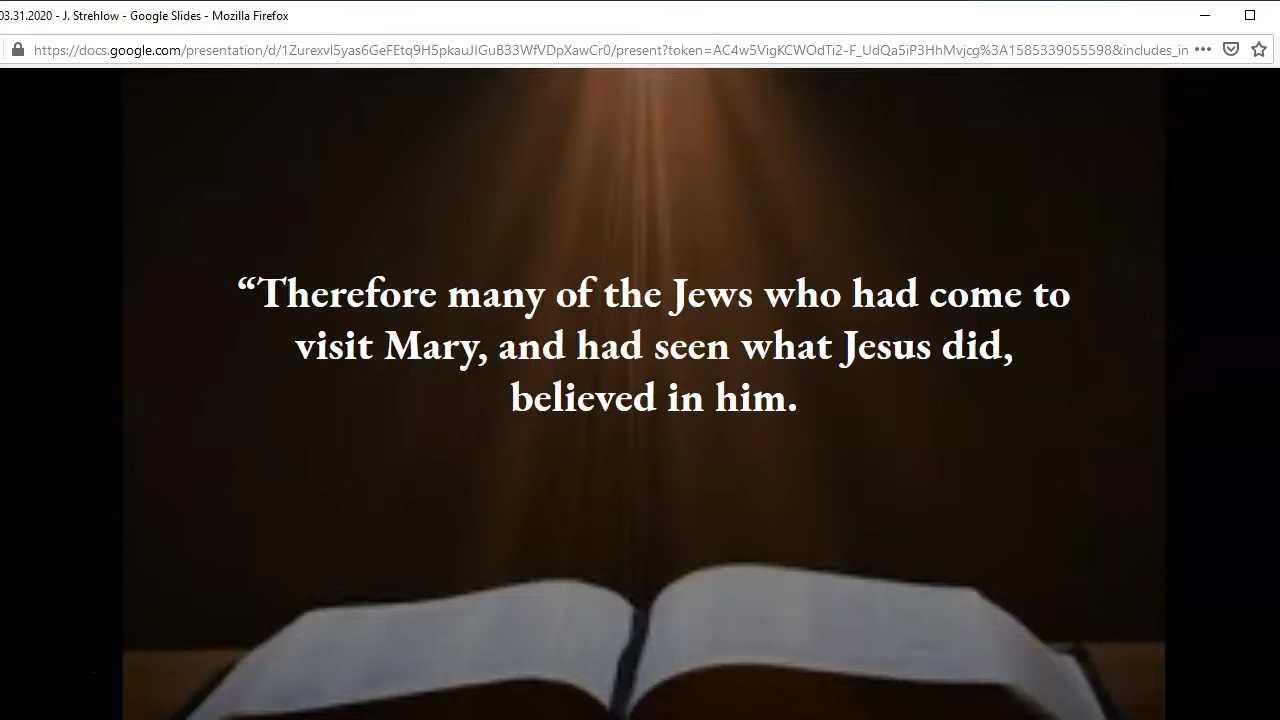 03.31.2020 - J. Strehlow - Google Slides - Mozilla Firefox
https://docs.google.com/presentation/d/1Zurexvl5yas6GeFEtq9H5pkauJIGuB33WfVDpXawCr0/present?token=AC4w5VigKCWOdTi2-F_UdQa5iP3HhMvjcg%3A1585339055598&includes_in
“Therefore many of the Jews who had come to
visit Mary, and had seen what Jesus did,
believed in him.